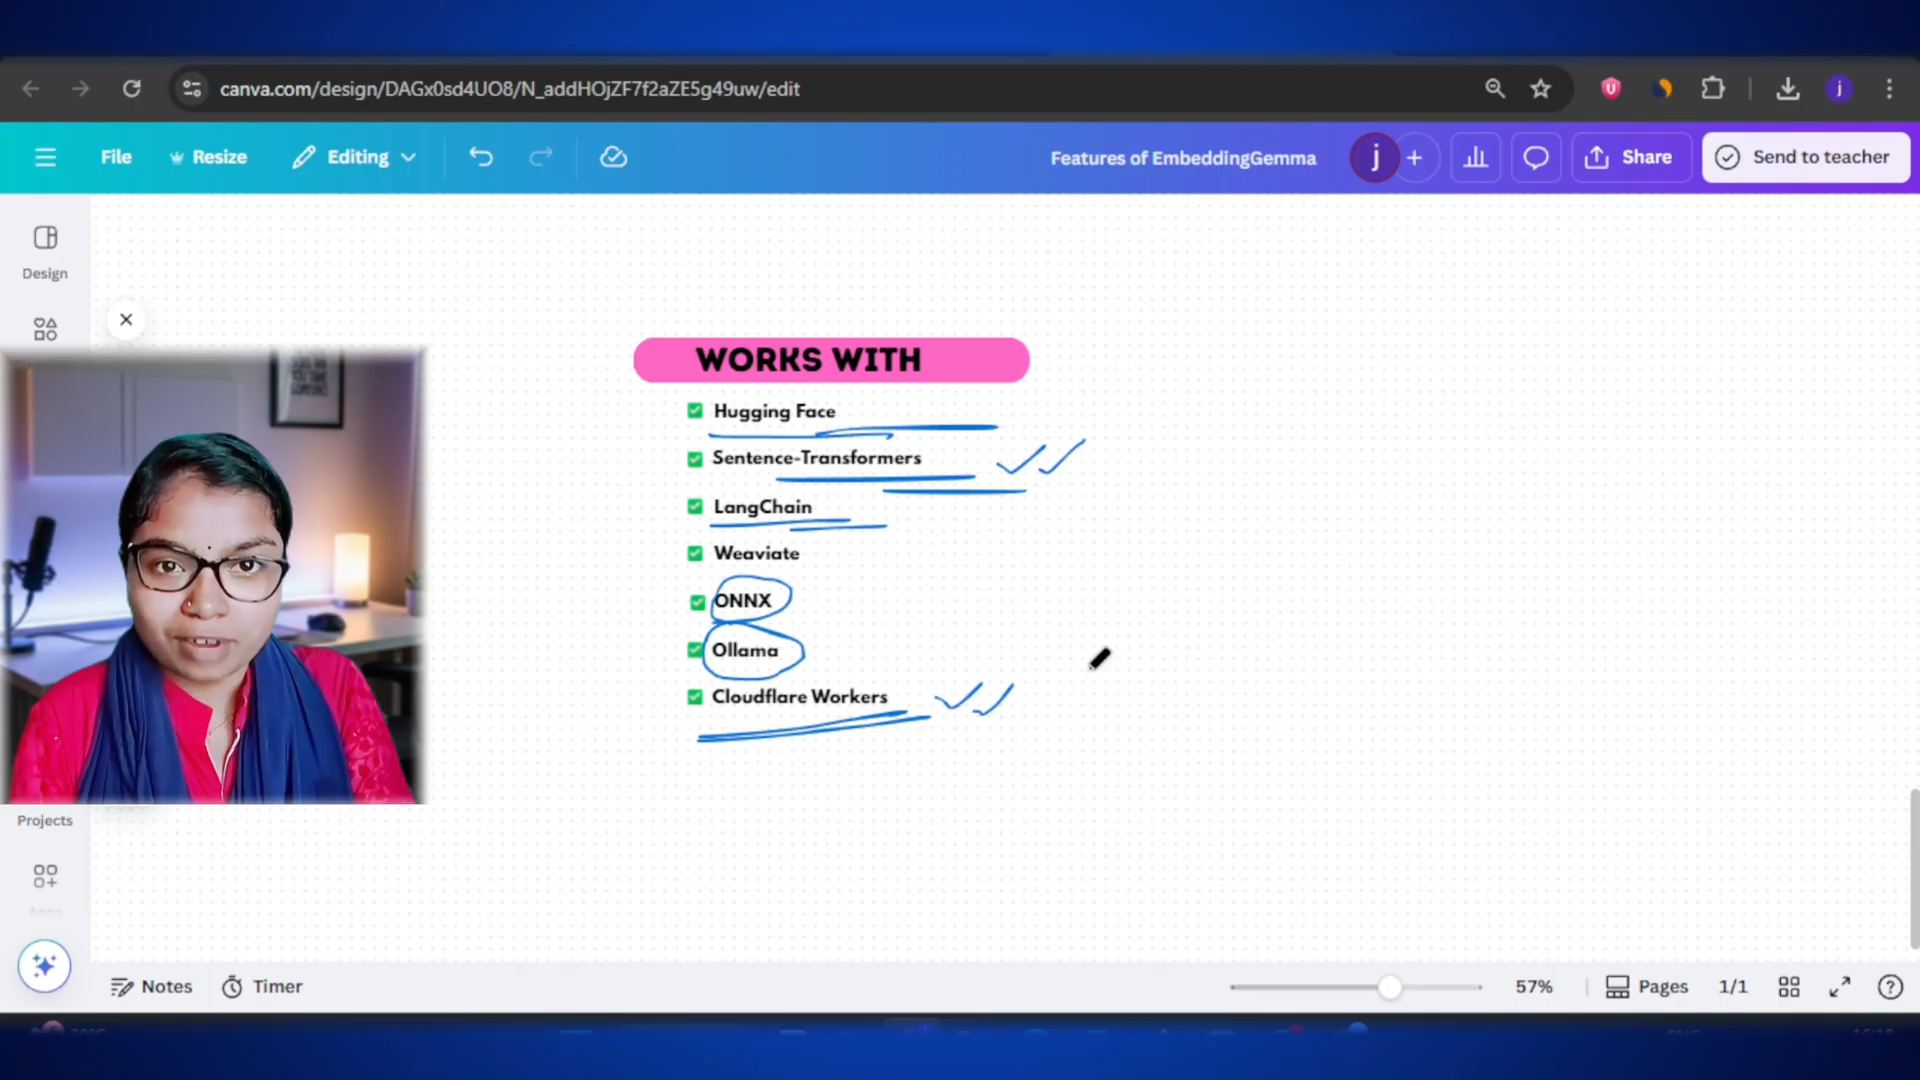 canva.com/design/DAGx0sd4UO8/N_addHOjZF7f2aZE5g49uw/edit
File
Resize
Editing
Features of EmbeddingGemma
j
Share
Send to teacher
Design
WORKS WITH
Hugging Face
Sentence-Transformers
LangChain
Weaviate
ONNX
Ollama
Cloudflare Workers
Projects
Apps
Notes
Timer
57%
Pages
1/1